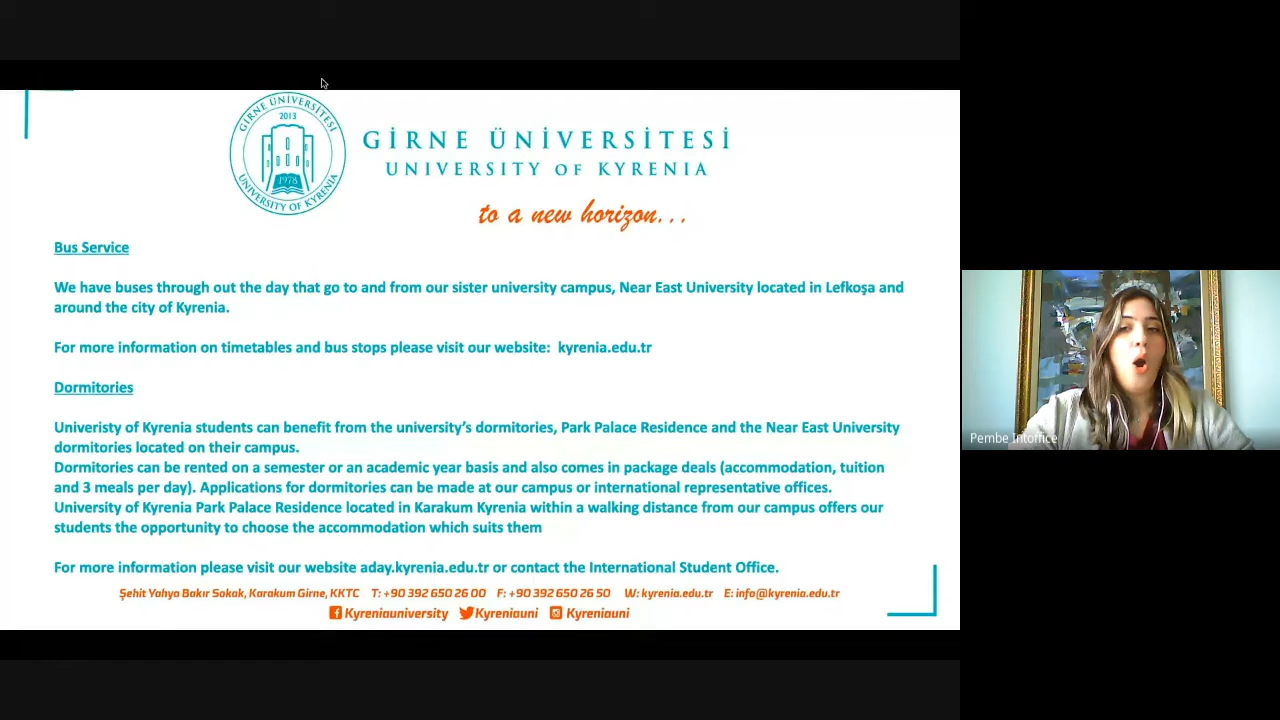 GİRNE ÜNİVERSİTESİ
2013
1978
UNIVERSITY OF KYRENIA
GİRNE ÜNİVERSİTESİ
UNIVERSITY OF KYRENIA
to a new horizon...
Bus Service
We have buses through out the day that go to and from our sister university campus, Near East University located in Lefkoşa and
around the city of Kyrenia.
For more information on timetables and bus stops please visit our website:  kyrenia.edu.tr
Dormitories
Univeristy of Kyrenia students can benefit from the university's dormitories, Park Palace Residence and the Near East University
dormitories located on their campus.
Dormitories can be rented on a semester or an academic year basis and also comes in package deals (accommodation, tuition
and 3 meals per day). Applications for dormitories can be made at our campus or international representative offices.
University of Kyrenia Park Palace Residence located in Karakum Kyrenia within a walking distance from our campus offers our
students the opportunity to choose the accommodation which suits them
For more information please visit our website aday.kyrenia.edu.tr or contact the International Student Office.
Şehit Yahya Bakır Sokak, Karakum Girne, KKTC T: +90 392 650 26 00 F: +90 392 650 26 50 W: kyrenia.edu.tr E: info@kyrenia.edu.tr
Kyreniauniversity Kyreniauni Kyreniauni
Pembe Intoffice